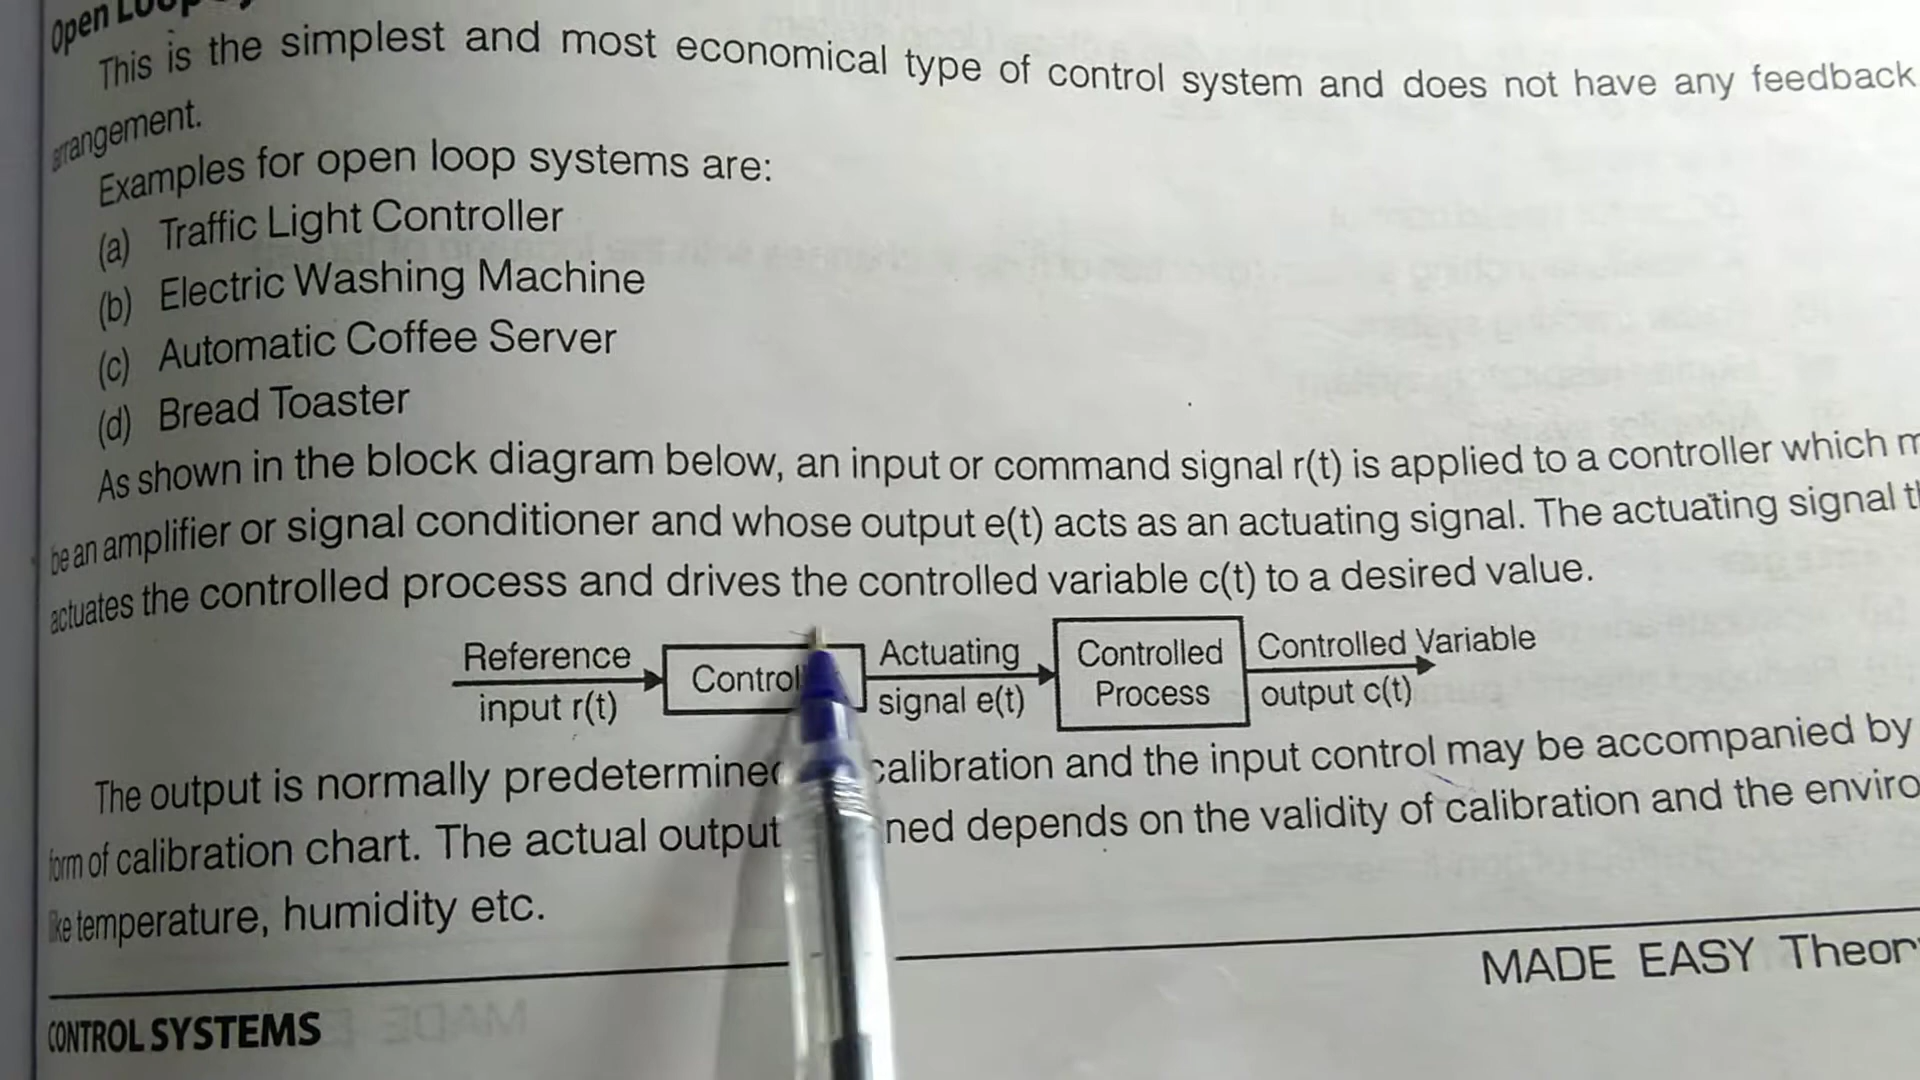 Open Loop
This is the simplest and most economical type of control system and does not have any feedback
arrangement.
Examples for open loop systems are:
(a) Traffic Light Controller
(b) Electric Washing Machine
(c) Automatic Coffee Server
(d) Bread Toaster
As shown in the block diagram below, an input or command signal r(t) is applied to a controller which
be an amplifier or signal conditioner and whose output e(t) acts as an actuating signal. The actuating signal
actuates the controlled process and drives the controlled variable c(t) to a desired value.
Reference
input r(t)
Control
Actuating
signal e(t)
Controlled
Process
Controlled Variable
output c(t)
The output is normally predetermined calibration and the input control may be accompanied by
form of calibration chart. The actual output depends on the validity of calibration and the
like temperature, humidity etc.
MADE EASY Theory
CONTROL SYSTEMS